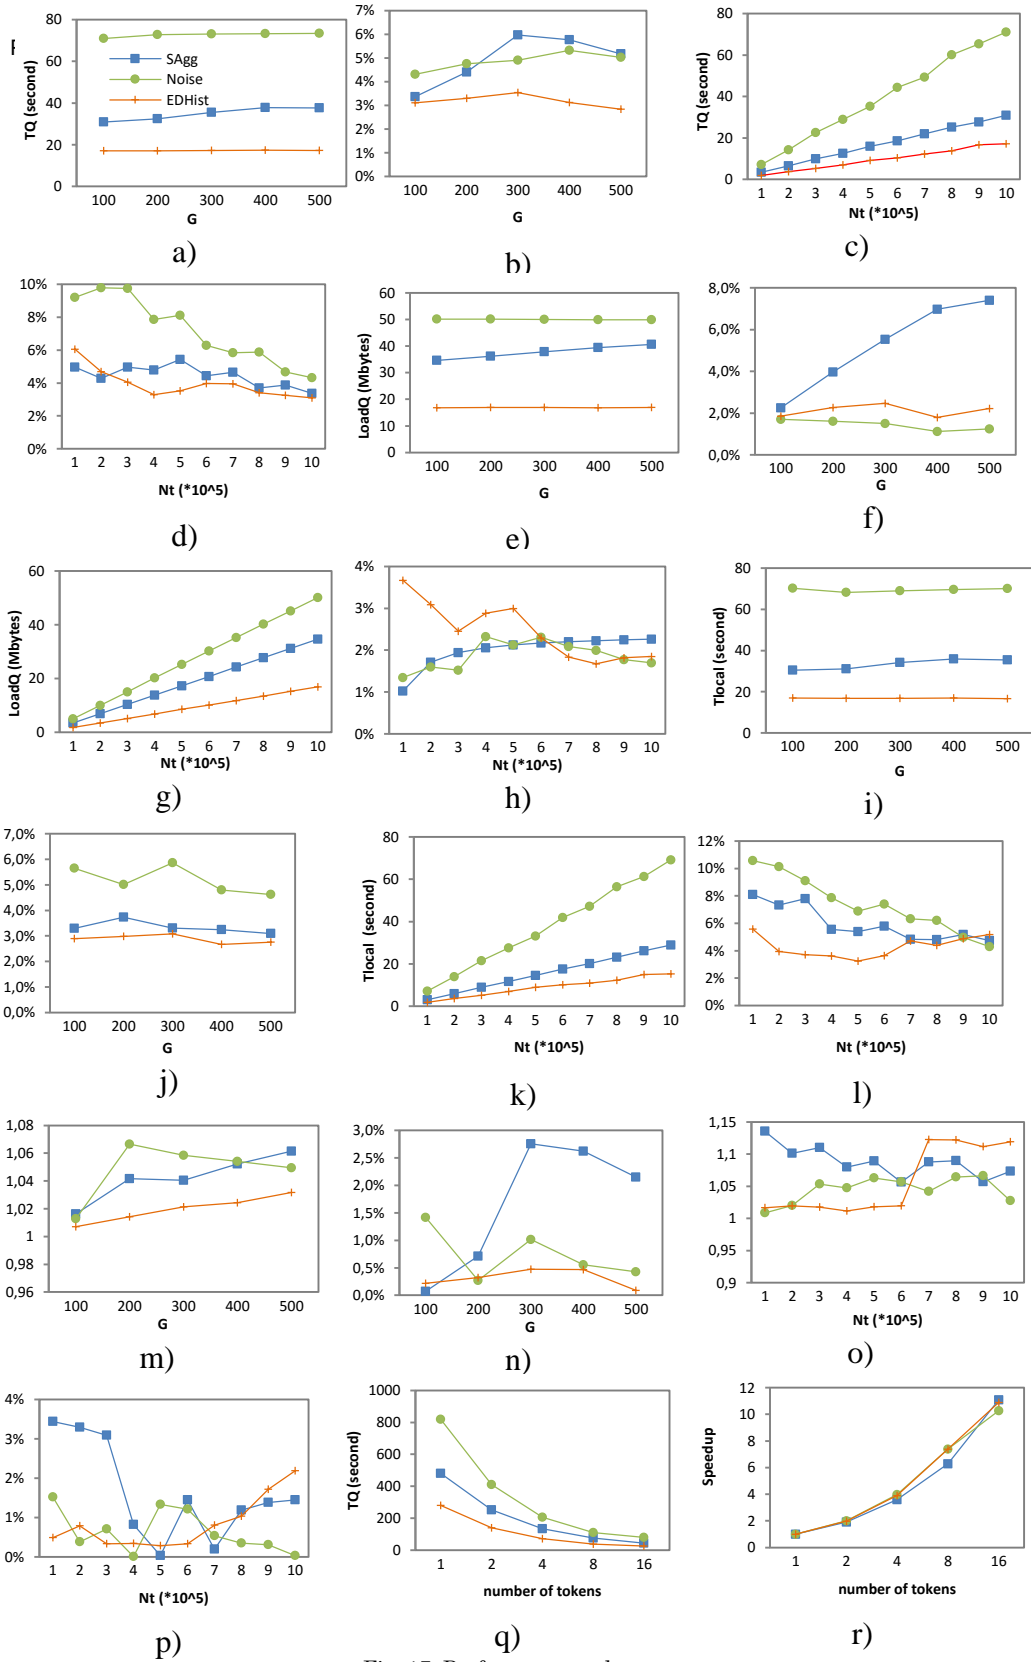 80
60
40
20
0
TQ (second)
SAgg
Noise
EDHist
100 200 300 400 500
G
a)
7%
6%
5%
4%
3%
2%
1%
0%
100 200 300 400 500
G
b)
80
60
40
20
0
TQ (second)
1 2 3 4 5 6 7 8 9 10
Nt (*10^5)
c)
10%
8%
6%
4%
2%
0%
1 2 3 4 5 6 7 8 9 10
Nt (*10^5)
d)
60
50
40
30
20
10
0
LoadQ (Mbytes)
100 200 300 400 500
G
e)
8,0%
6,0%
4,0%
2,0%
0,0%
100 200 300 400 500
G
f)
60
40
20
0
LoadQ (Mbytes)
1 2 3 4 5 6 7 8 9 10
Nt (*10^5)
g)
4%
3%
2%
1%
0%
1 2 3 4 5 6 7 8 9 10
Nt (*10^5)
h)
80
60
40
20
0
Tlocal (second)
100 200 300 400 500
G
i)
7,0%
6,0%
5,0%
4,0%
3,0%
2,0%
1,0%
0,0%
100 200 300 400 500
G
j)
80
60
40
20
0
Tlocal (second)
1 2 3 4 5 6 7 8 9 10
Nt (*10^5)
k)
12%
10%
8%
6%
4%
2%
0%
1 2 3 4 5 6 7 8 9 10
Nt (*10^5)
l)
1,08
1,06
1,04
1,02
1
0,98
0,96
100 200 300 400 500
G
m)
3,0%
2,5%
2,0%
1,5%
1,0%
0,5%
0,0%
100 200 300 400 500
G
n)
1,15
1,1
1,05
1
0,95
0,9
1 2 3 4 5 6 7 8 9 10
Nt (*10^5)
o)
4%
3%
2%
1%
0%
1 2 3 4 5 6 7 8 9 10
Nt (*10^5)
p)
1000
800
600
400
200
0
TQ (second)
1 2 4 8 16
number of tokens
q)
12
10
8
6
4
2
0
Speedup
1 2 4 8 16
number of tokens
r)